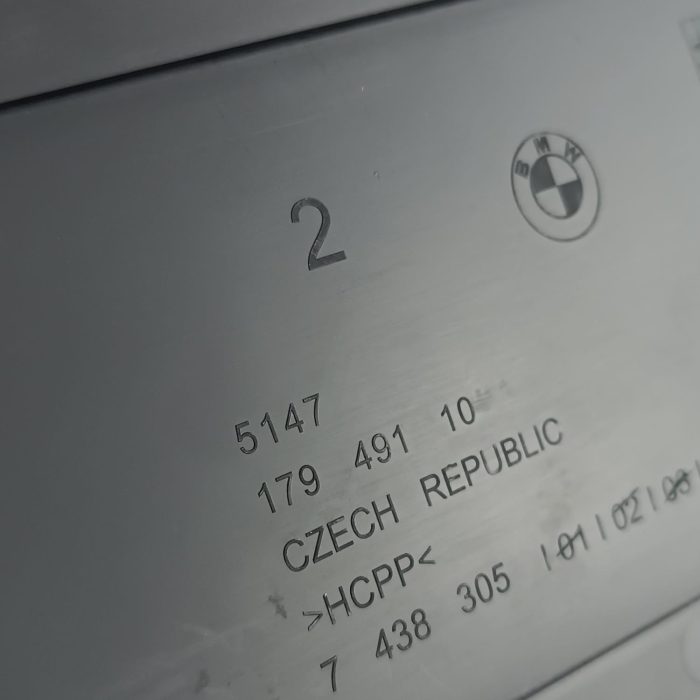 BMW
2
5147
179 491 10
CZECH REPUBLIC
>HCPP<
7 438 305 | 01 | 02 |